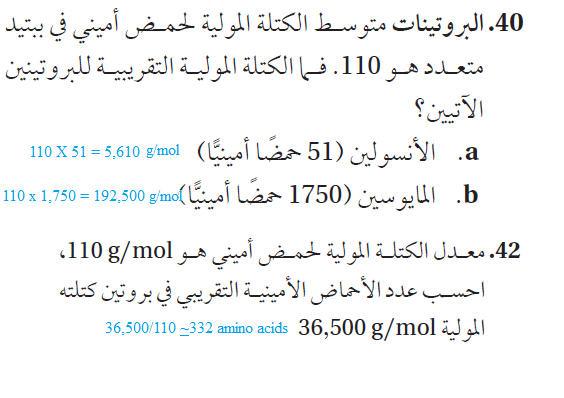 40. البروتينات متوسط الكتلة المولية لحمض أميني في ببتيد
متعدد هو 110. فما الكتلة المولية التقريبية للبروتينين
الآتيين؟
a. الأنسولين (51 حمضًا أمينيًّا) 110 X 51 = 5,610 g/mol
b. المايوسين (1750 حمضًا أمينيًّا) 110 x 1,750 = 192,500 g/mol
42. معدل الكتلة المولية لحمض أميني هو 110 g/mol،
احسب عدد الأحماض الأمينية التقريبي في بروتين كتلته
المولية 36,500 g/mol 36,500/110 ~332 amino acids